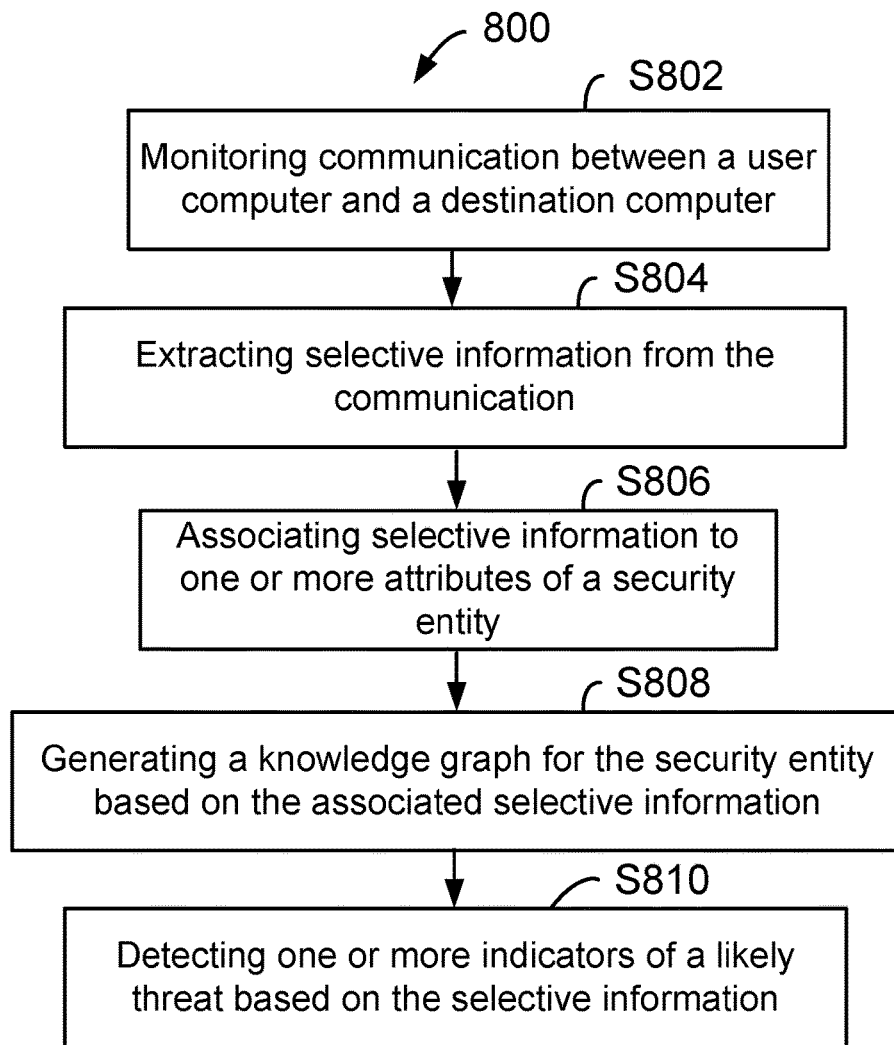 800
S802
Monitoring communication between a user
computer and a destination computer
S804
Extracting selective information from the
communication
S806
Associating selective information to
one or more attributes of a security
entity
S808
Generating a knowledge graph for the security entity
based on the associated selective information
S810
Detecting one or more indicators of a likely
threat based on the selective information